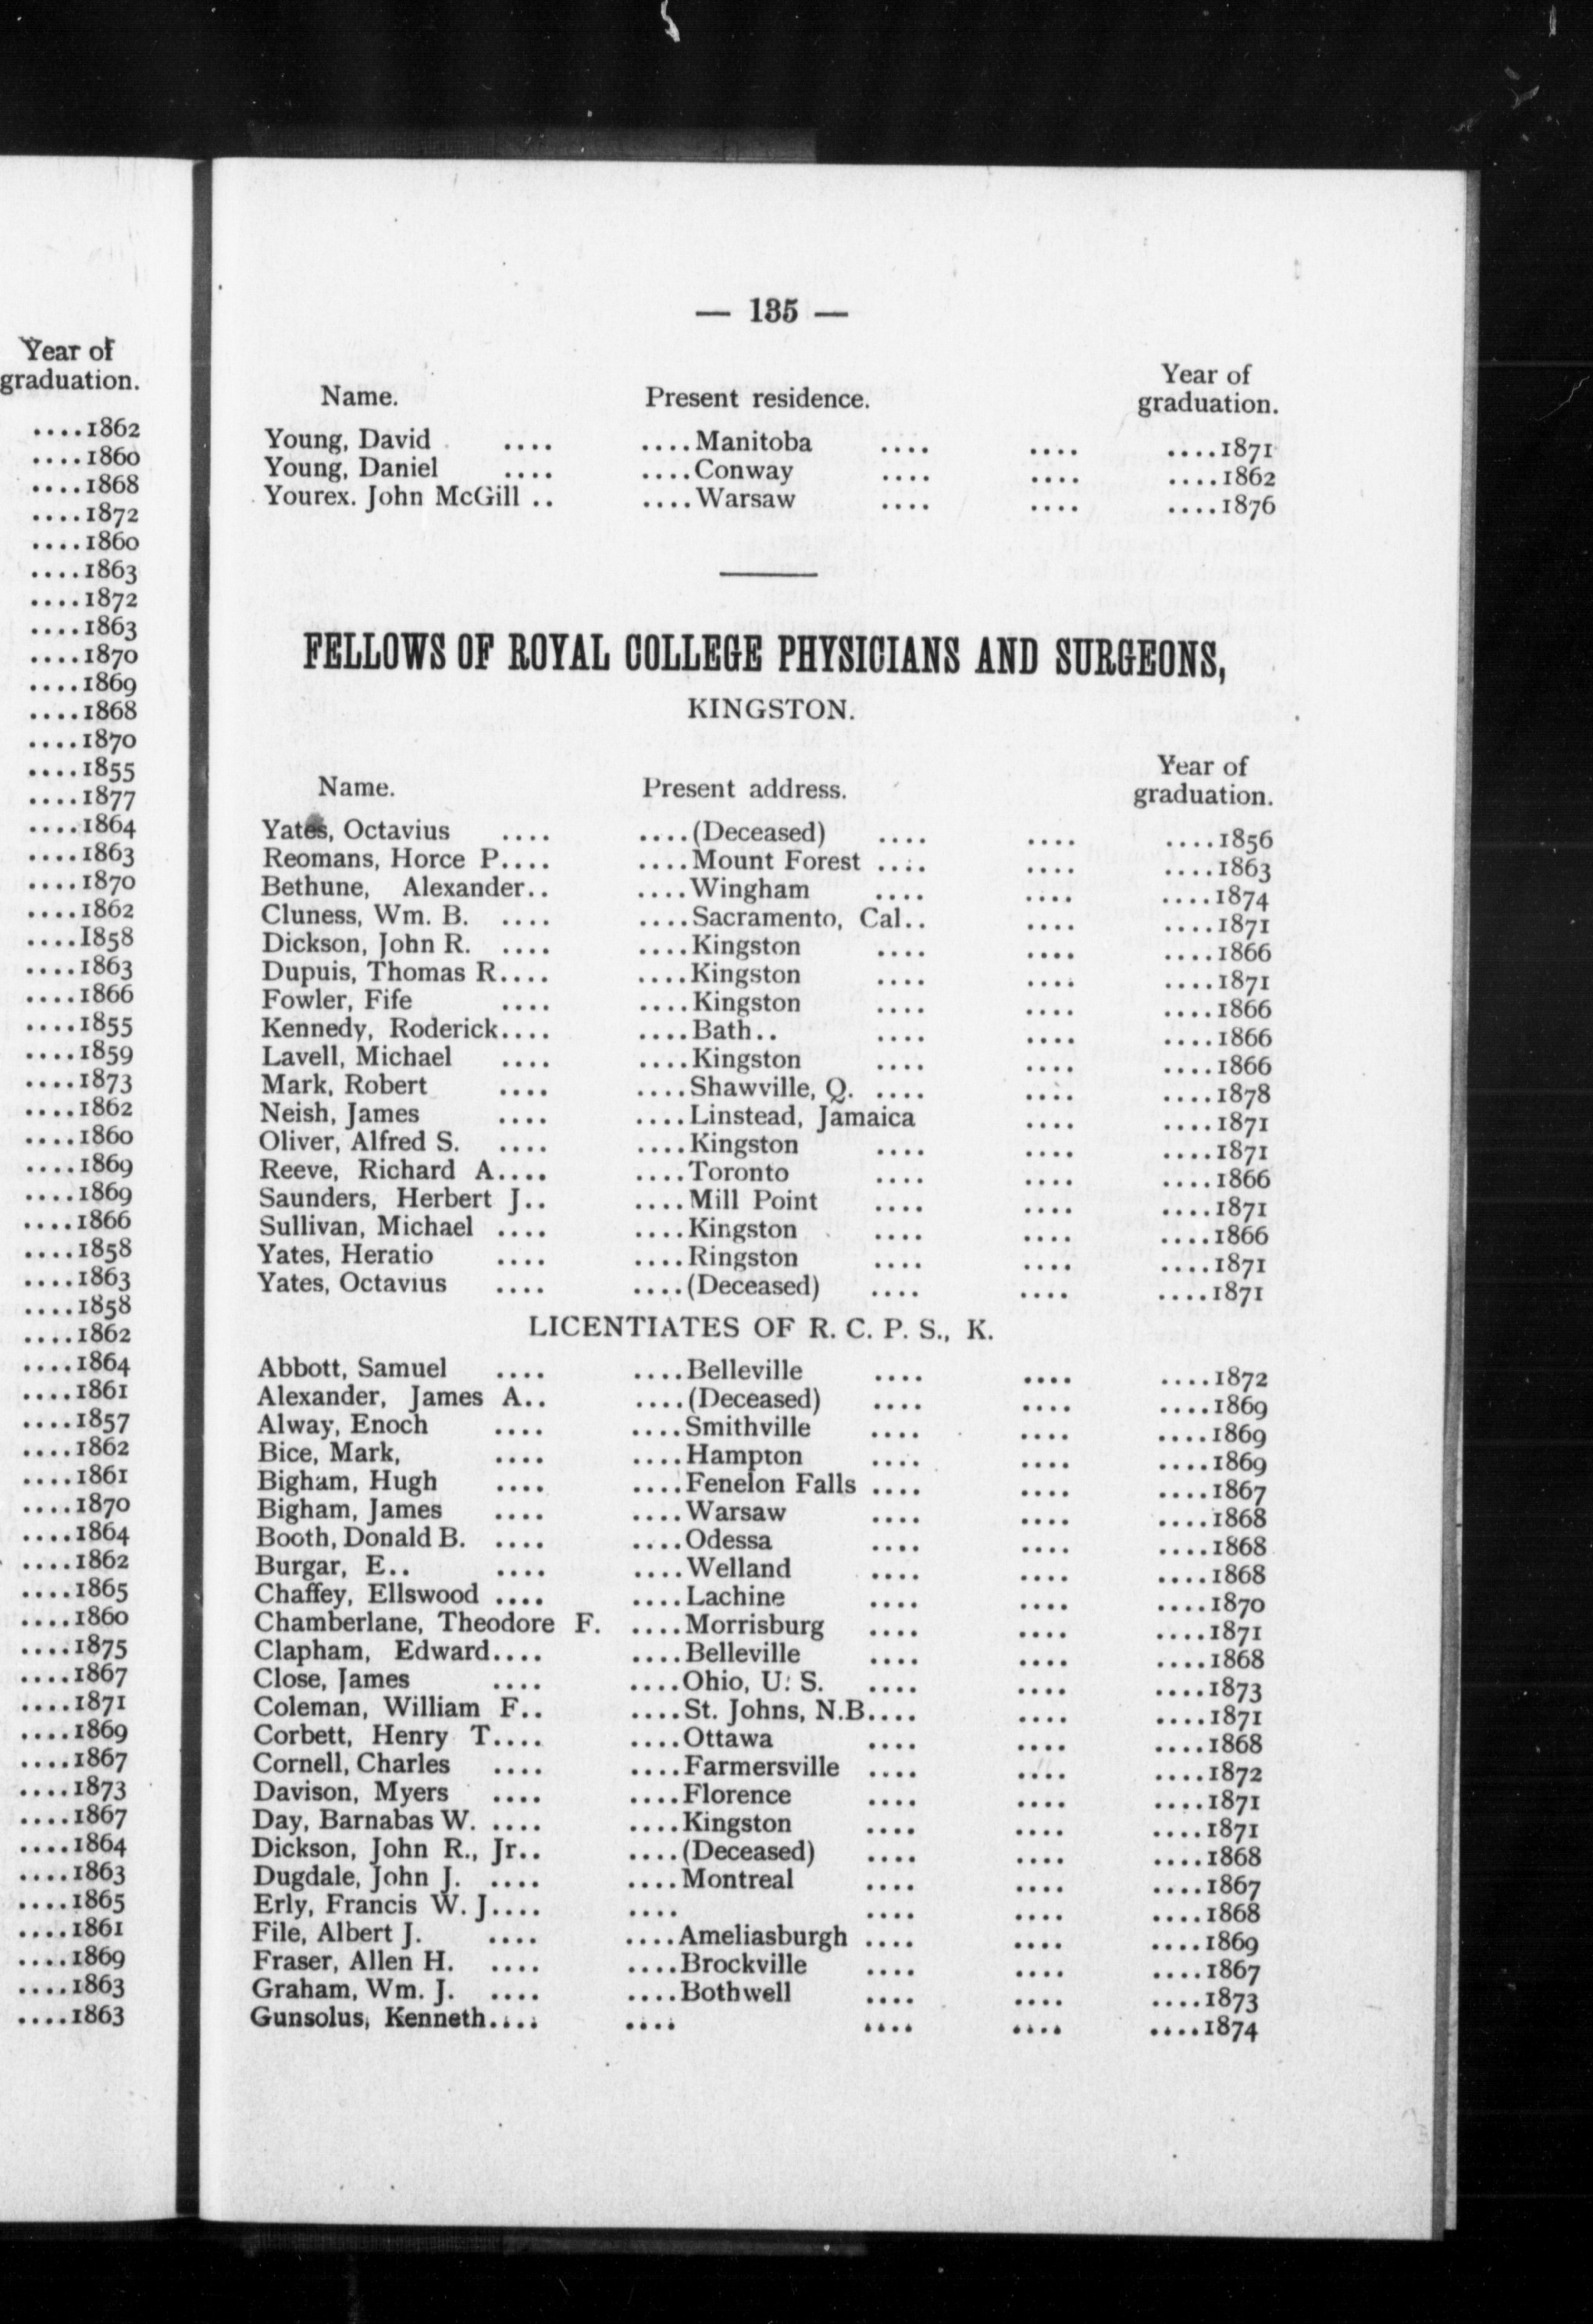 Year of
graduation.
....1862
....1860
....1868
....1872
....1860
....1863
....1872
....1863
....1870
....1869
....1868
....1870
....1855
....1877
....1864
....1863
....1870
....1862
....1858
....1863
....1866
....1855
....1859
....1873
....1862
....1860
....1869
....1869
....1866
....1858
....1863
....1858
....1862
....1864
....1861
....1857
....1862
....1861
....1870
....1864
....1862
....1865
....1860
....1875
....1867
....1871
....1869
....1867
....1873
....1867
....1864
....1863
....1865
....1861
....1869
....1863
....1863
— 135 —
Name. Present residence. Year of graduation.
Young, David .... ....Manitoba .... .... ....1871
Young, Daniel .... ....Conway .... .... ....1862
Yourex. John McGill .. ....Warsaw .... .... ....1876
FELLOWS OF ROYAL COLLEGE PHYSICIANS AND SURGEONS,
KINGSTON.
Name. Present address. Year of graduation.
Yates, Octavius .... ....(Deceased) .... .... ....1856
Reomans, Horce P.... ....Mount Forest .... .... ....1863
Bethune, Alexander.. ....Wingham .... .... ....1874
Cluness, Wm. B. .... ....Sacramento, Cal.. .... ....1871
Dickson, John R. .... ....Kingston .... .... ....1866
Dupuis, Thomas R.... ....Kingston .... .... ....1871
Fowler, Fife .... ....Kingston .... .... ....1866
Kennedy, Roderick.... ....Bath.. .... .... ....1866
Lavell, Michael .... ....Kingston .... .... ....1866
Mark, Robert .... ....Shawville, Q. .... .... ....1878
Neish, James .... ....Linstead, Jamaica .... ....1871
Oliver, Alfred S. .... ....Kingston .... .... ....1871
Reeve, Richard A.... ....Toronto .... .... ....1866
Saunders, Herbert J.. ....Mill Point .... .... ....1871
Sullivan, Michael .... ....Kingston .... .... ....1866
Yates, Heratio .... ....Ringston .... .... ....1871
Yates, Octavius .... ....(Deceased) .... .... ....1871
LICENTIATES OF R. C. P. S., K.
Abbott, Samuel .... ....Belleville .... .... ....1872
Alexander, James A.. ....(Deceased) .... .... ....1869
Alway, Enoch .... ....Smithville .... .... ....1869
Bice, Mark, .... ....Hampton .... .... ....1869
Bigham, Hugh .... ....Fenelon Falls .... .... ....1867
Bigham, James .... ....Warsaw .... .... ....1868
Booth, Donald B. .... ....Odessa .... .... ....1868
Burgar, E.. .... ....Welland .... .... ....1868
Chaffey, Ellswood .... ....Lachine .... .... ....1870
Chamberlane, Theodore F. ....Morrisburg .... .... ....1871
Clapham, Edward.... ....Belleville .... .... ....1868
Close, James .... ....Ohio, U. S. .... .... ....1873
Coleman, William F.. ....St. Johns, N.B.... .... ....1871
Corbett, Henry T.... ....Ottawa .... .... ....1868
Cornell, Charles .... ....Farmersville .... .... ....1872
Davison, Myers .... ....Florence .... .... ....1871
Day, Barnabas W. .... ....Kingston .... .... ....1871
Dickson, John R., Jr.. ....(Deceased) .... .... ....1868
Dugdale, John J. .... ....Montreal .... .... ....1867
Erly, Francis W. J.... .... .... .... ....1868
File, Albert J. .... ....Ameliasburgh .... .... ....1869
Fraser, Allen H. .... ....Brockville .... .... ....1867
Graham, Wm. J. .... ....Bothwell .... .... ....1873
Gunsolus, Kenneth.... .... .... .... ....1874